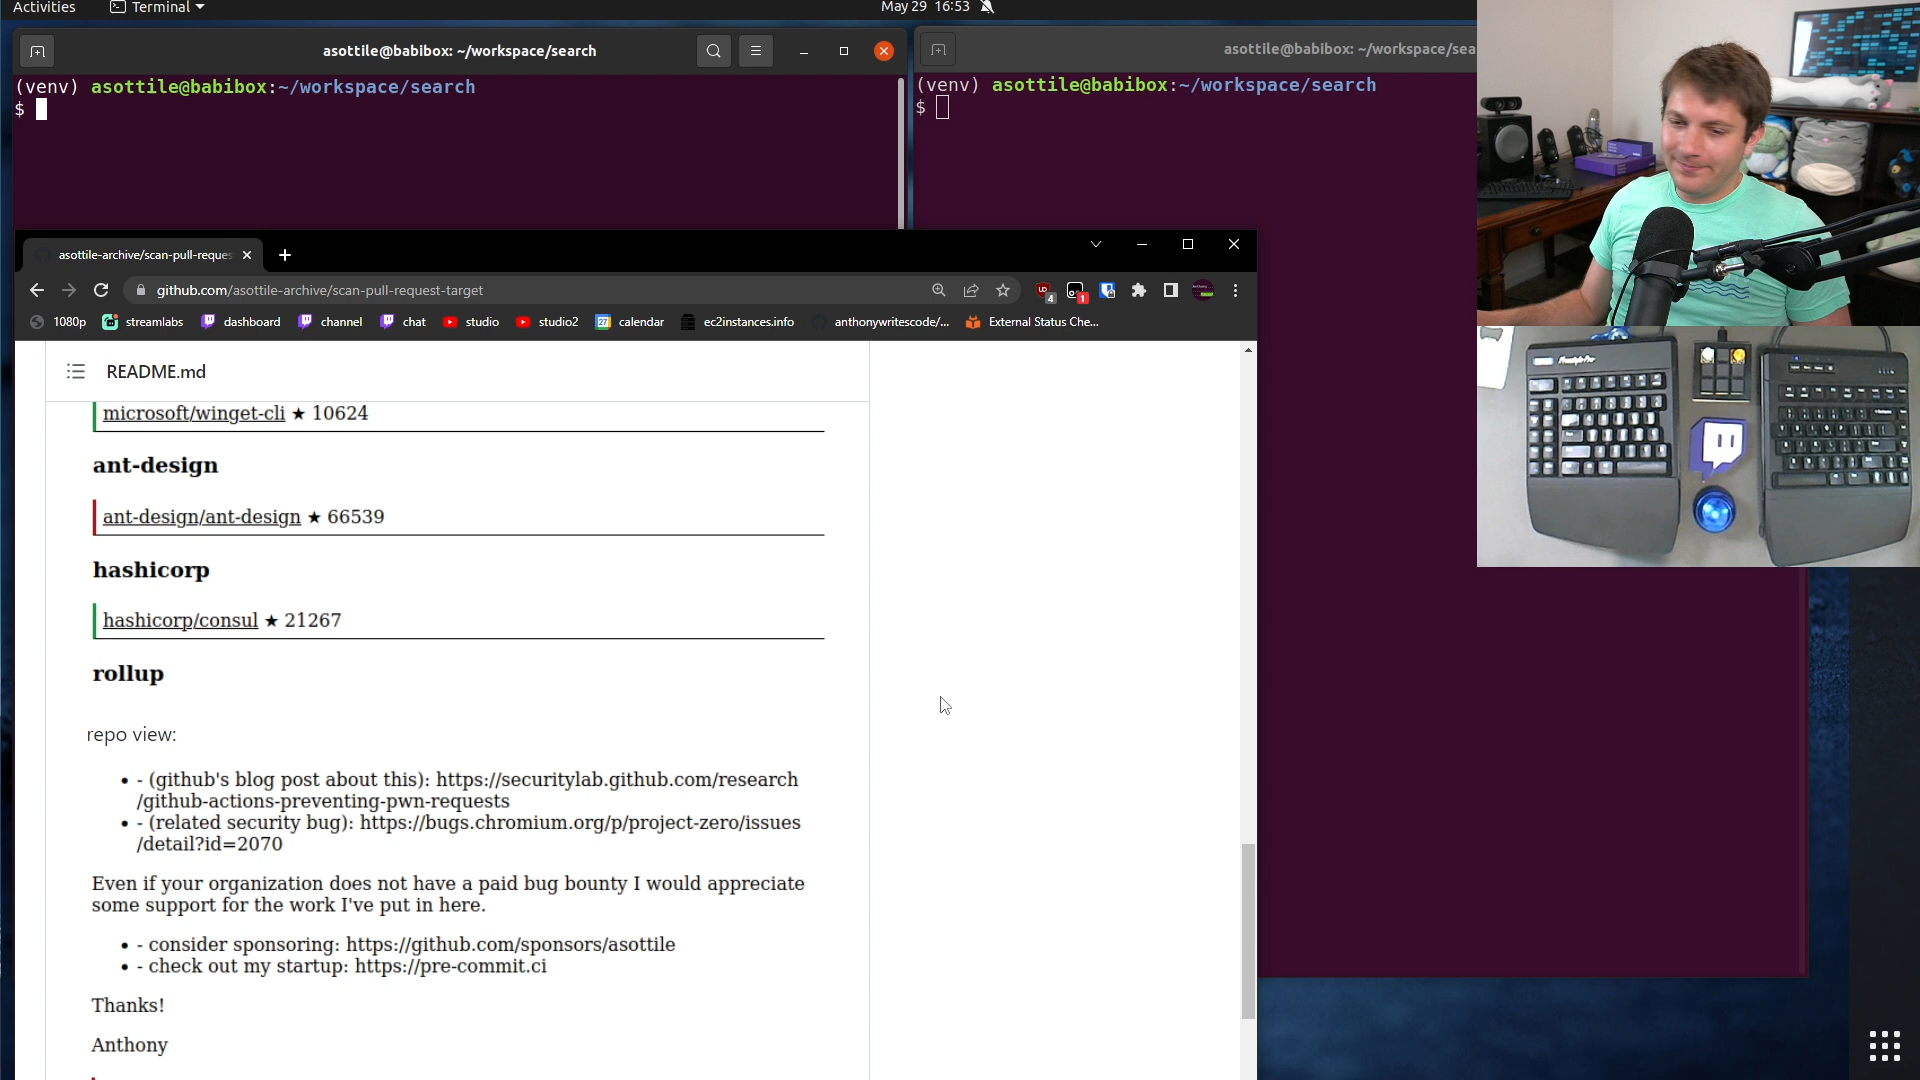 Activities
Terminal
May 29 16:53
asottile@babibox: ~/workspace/search
(venv) asottile@babibox:~/workspace/search
$
asottile@babibox: ~/workspace/sea
(venv) asottile@babibox:~/workspace/search
$
asottile-archive/scan-pull-reques
github.com/asottile-archive/scan-pull-request-target
4
1
1080p
streamlabs
dashboard
channel
chat
studio
studio2
27 calendar
ec2instances.info
anthonywritescode/...
External Status Che...
README.md
microsoft/winget-cli ★ 10624
ant-design
ant-design/ant-design ★ 66539
hashicorp
hashicorp/consul ★ 21267
rollup
repo view:
• - (github's blog post about this): https://securitylab.github.com/research
/github-actions-preventing-pwn-requests
• - (related security bug): https://bugs.chromium.org/p/project-zero/issues
/detail?id=2070
Even if your organization does not have a paid bug bounty I would appreciate
some support for the work I've put in here.
• - consider sponsoring: https://github.com/sponsors/asottile
• - check out my startup: https://pre-commit.ci
Thanks!
Anthony